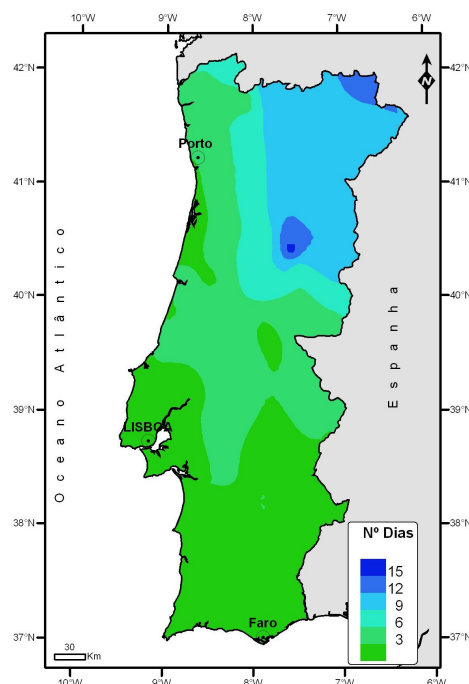 9°W 8°W 7°W 6°W
42°N 42°N
Porto
41°N 41°N
40°N 40°N
Oceano Atlântico
Espanha
39°N 39°N
LISBOA
38°N 38°N
Nº Dias
15
12
9
6
3
Faro
37°N 37°N
30
Km
10°W 9°W 8°W 7°W 6°W